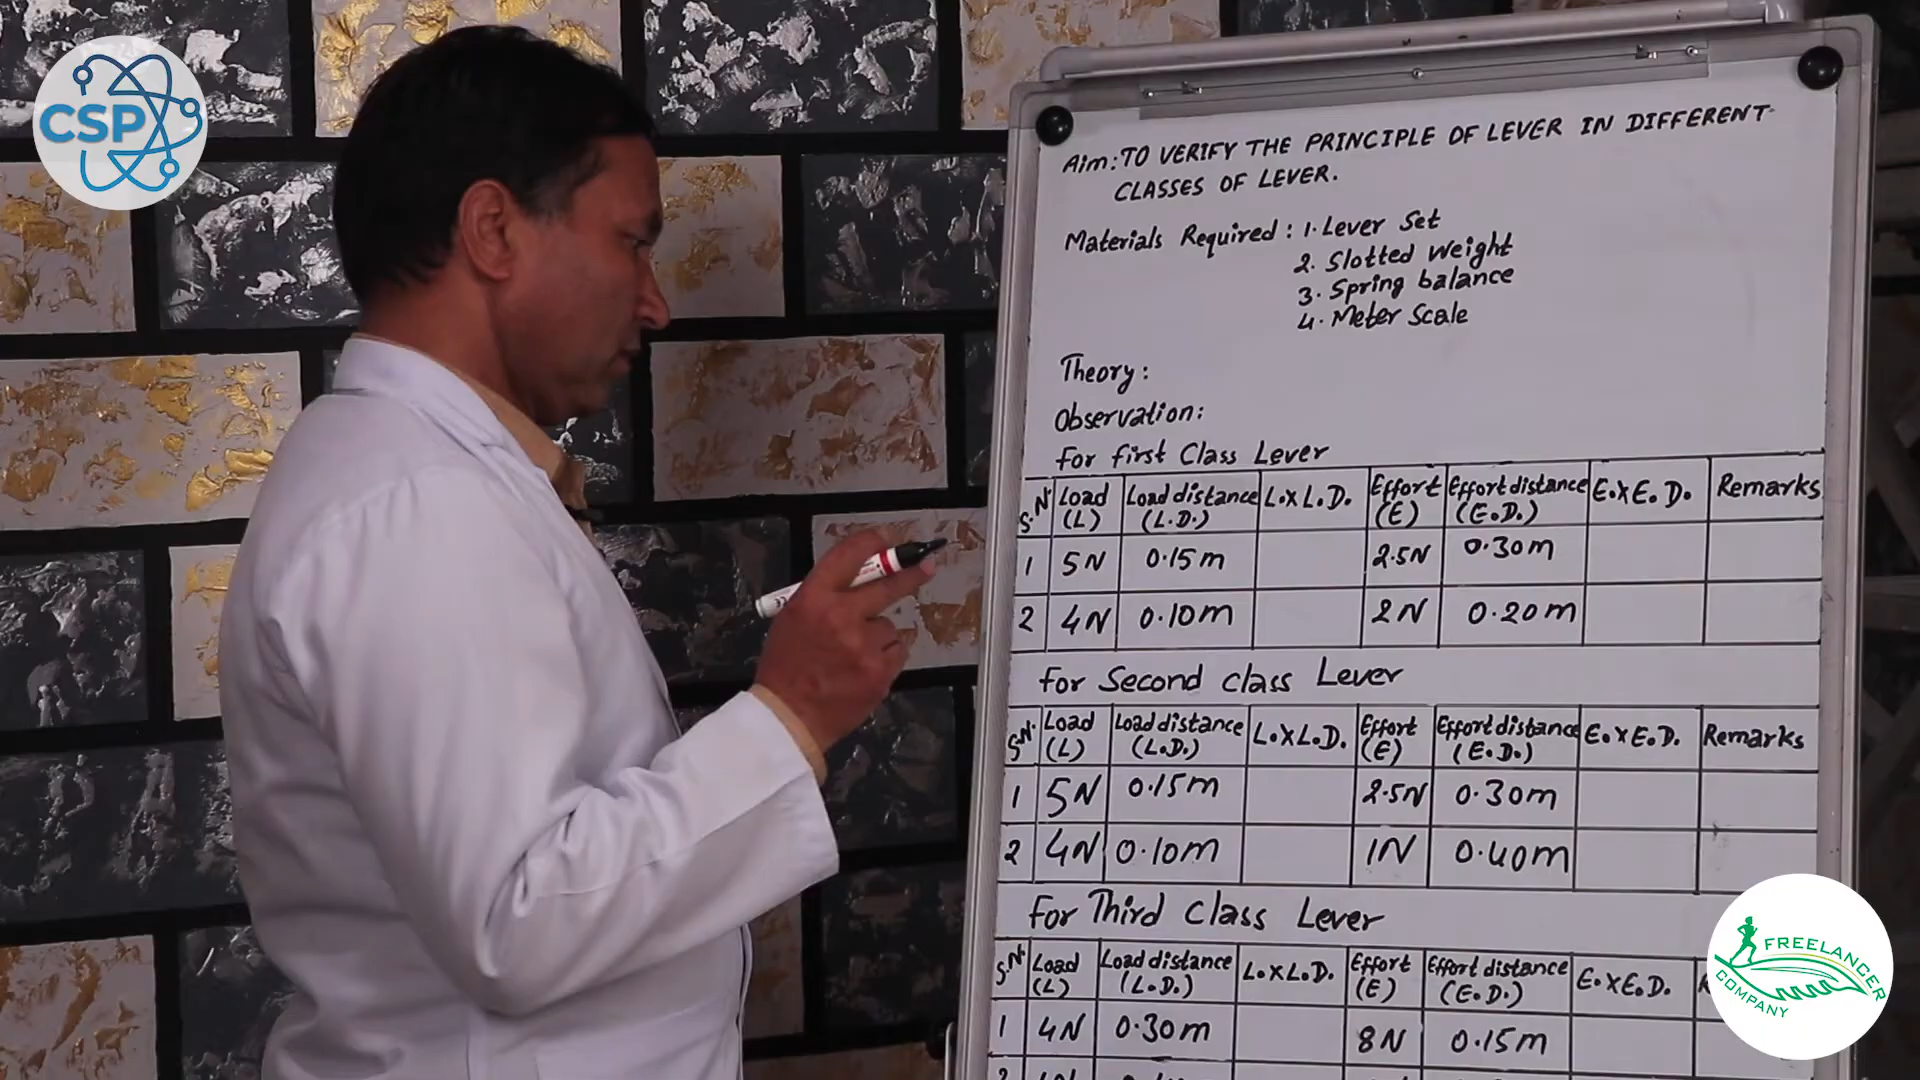 CSP
Aim: TO VERIFY THE PRINCIPLE OF LEVER IN DIFFERENT
CLASSES OF LEVER.
Materials Required: 1. Lever Set
2. Slotted Weight
3. Spring balance
4. Meter Scale
Theory:
Observation:
For first Class Lever
S.N Load (L) Load distance (L.D.) L.X L.D. Effort (E) Effort distance (E.D.) E.X E.D. Remarks
1 5N 0.15m 2.5N 0.30m
2 4N 0.10m 2N 0.20m
For Second class Lever
S.N. Load (L) Load distance (L.D.) L.X L.D. Effort (E) Effort distance (E.D.) E.X E.D. Remarks
1 5N 0.15m 2.5N 0.30m
2 4N 0.10m 1N 0.40m
For Third Class Lever
S.N. Load (L) Load distance (L.D.) L.X L.D. Effort (E) Effort distance (E.D.) E.X E.D.
1 4N 0.30m 8N 0.15m
FREELANCER
COMPANY